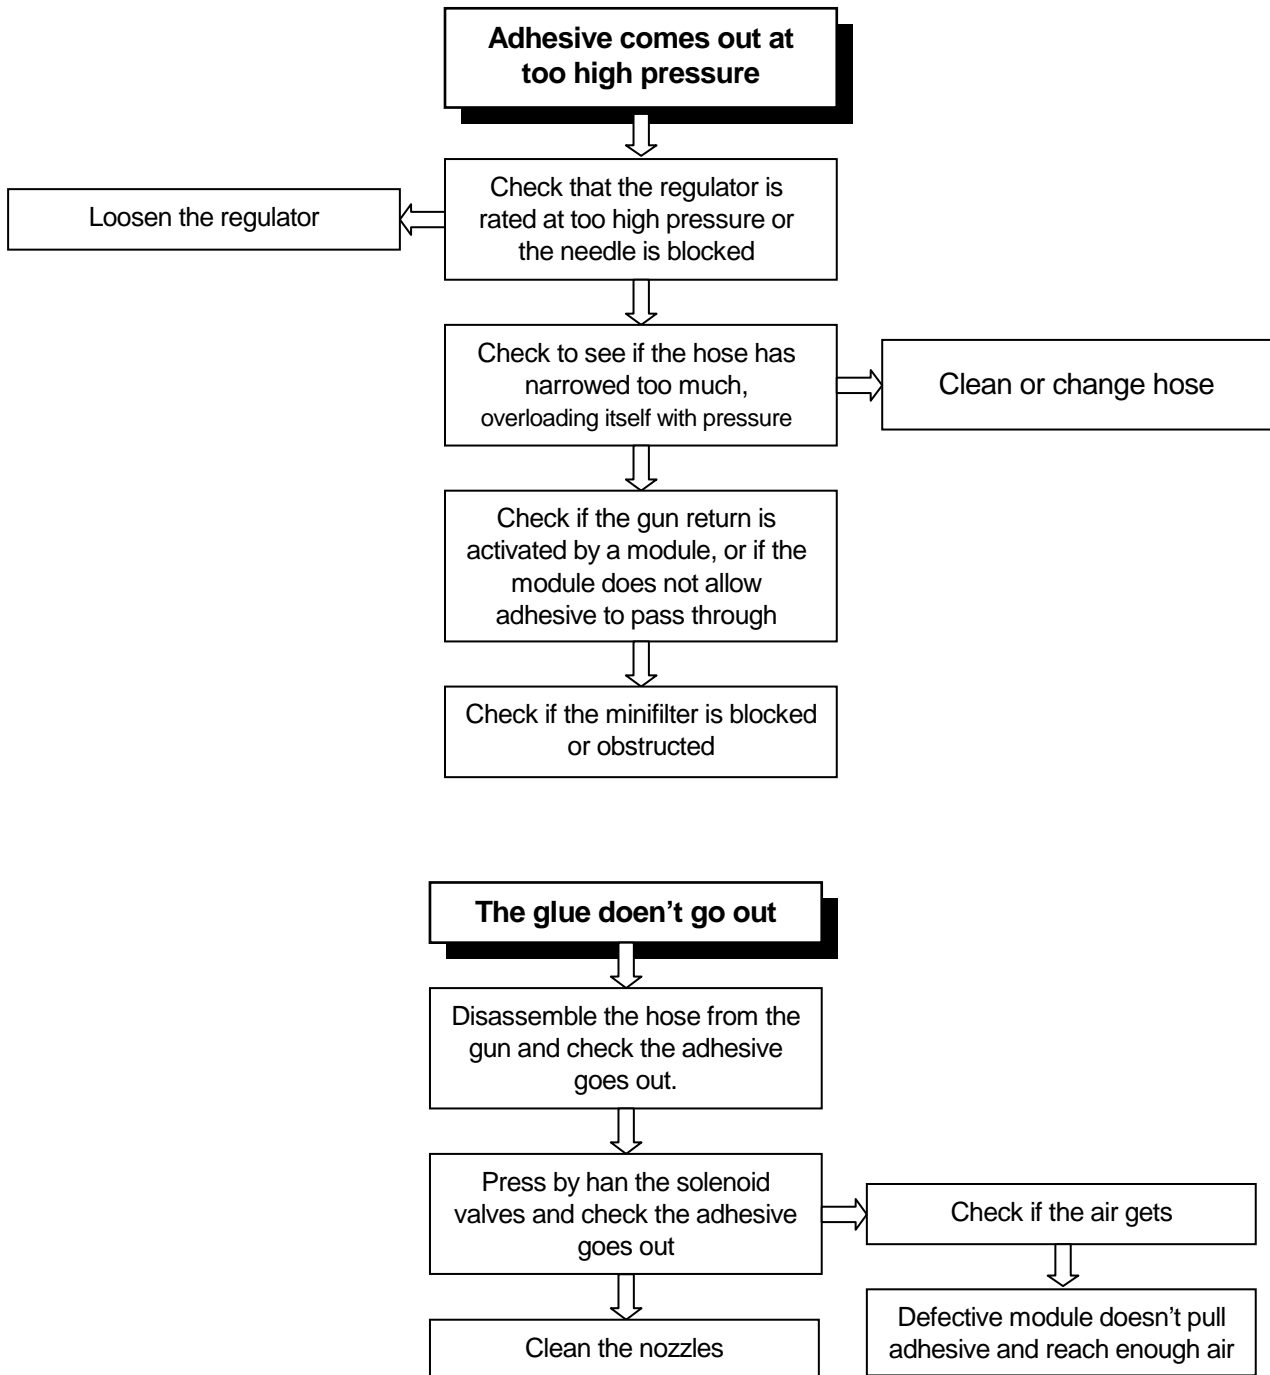 Adhesive comes out at
too high pressure
Check that the regulator is
rated at too high pressure or
the needle is blocked
Loosen the regulator
Check to see if the hose has
narrowed too much,
overloading itself with pressure
Clean or change hose
Check if the gun return is
activated by a module, or if the
module does not allow
adhesive to pass through
Check if the minifilter is blocked
or obstructed
The glue doen't go out
Disassemble the hose from the
gun and check the adhesive
goes out.
Press by han the solenoid
valves and check the adhesive
goes out
Check if the air gets
Defective module doesn't pull
adhesive and reach enough air
Clean the nozzles